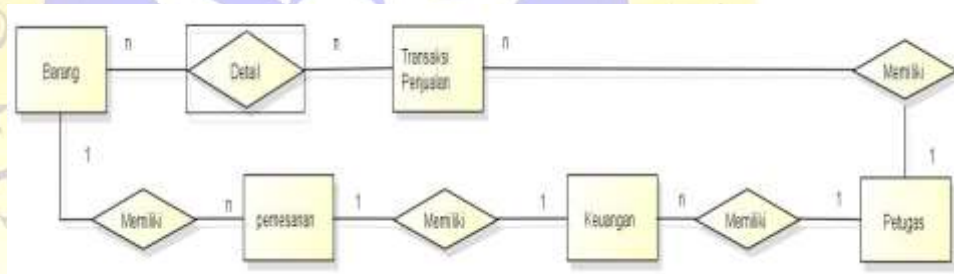 n
n
n
Barang
Detail
Transaksi
Penjualan
Memiliki
1
1
Memiliki
n
pemesanan
1
Memiliki
1
Keuangan
n
Memiliki
1
Petugas